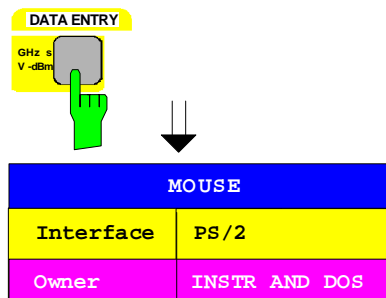 DATA ENTRY
GHz s
V -dBm
MOUSE
Interface PS/2
Owner INSTR AND DOS